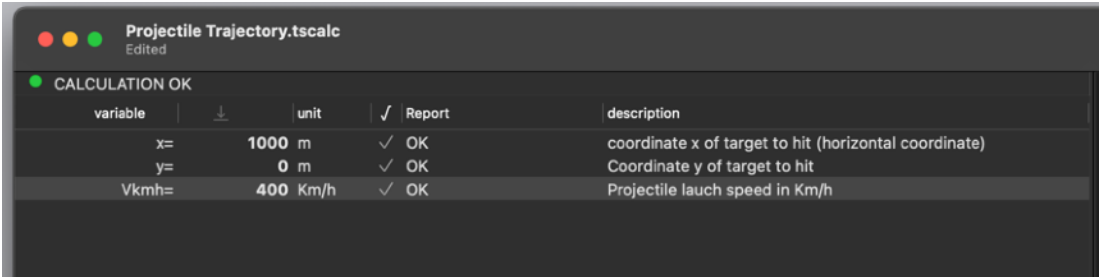 Projectile Trajectory.tscalc
Edited
CALCULATION OK
variable unit √ Report description
x= 1000 m ✓ OK coordinate x of target to hit (horizontal coordinate)
y= 0 m ✓ OK Coordinate y of target to hit
Vkmh= 400 Km/h ✓ OK Projectile lauch speed in Km/h